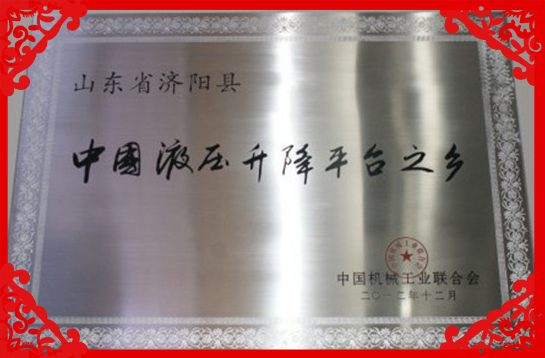 山东省济阳县
中國液压升降平台之乡
中国机械工业联合会
二〇一二年十二月